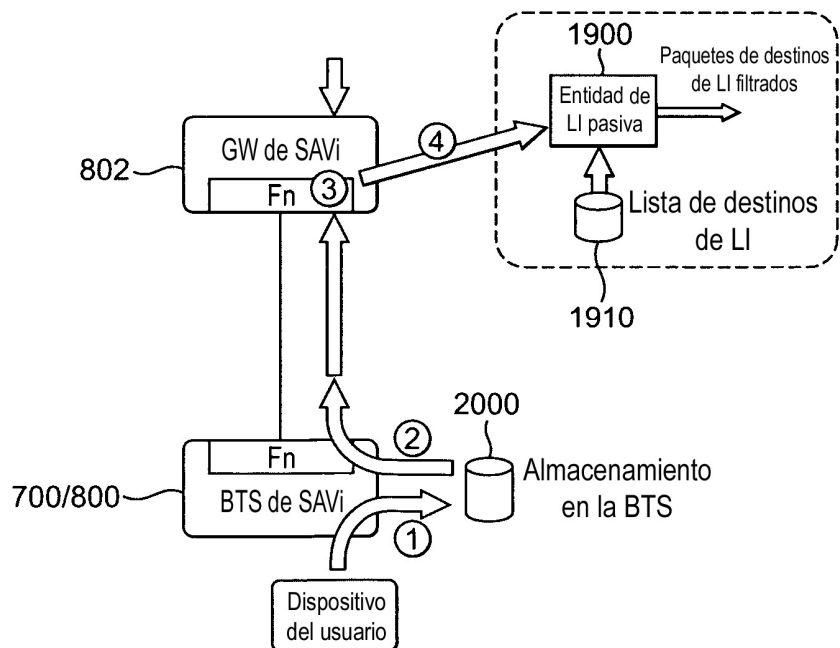 1900
Paquetes de destinos
de LI filtrados
Entidad de
LI pasiva
GW de SAVi
4
802
Fn
3
Lista de destinos
de LI
1910
2000
2
Fn
Almacenamiento
en la BTS
700/800
BTS de SAVi
1
Dispositivo
del usuario